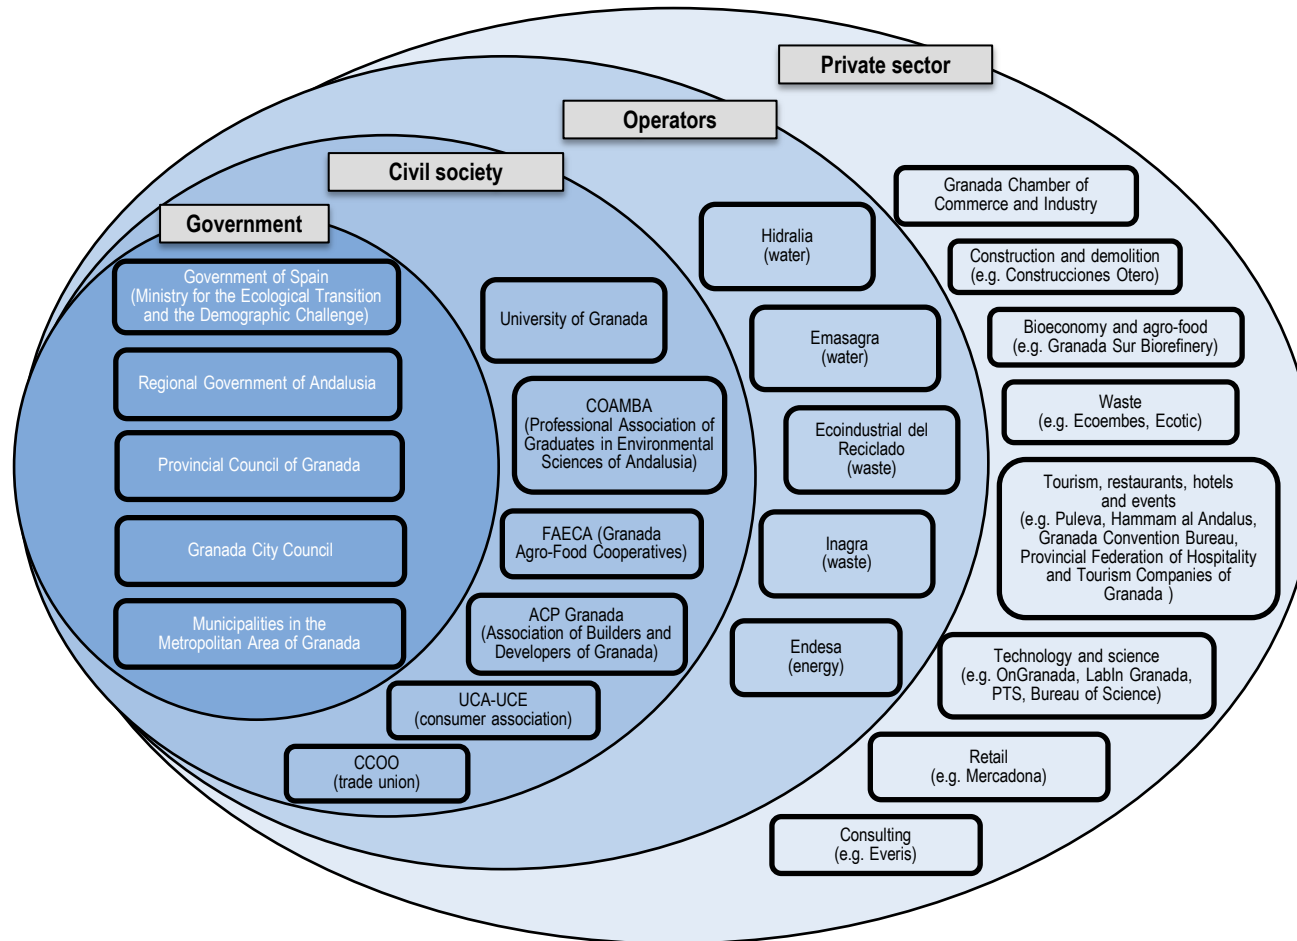 Private sector
Operators
Civil society
Government
Government of Spain
(Ministry for the Ecological Transition
and the Demographic Challenge)
Regional Government of Andalusia
Provincial Council of Granada
Granada City Council
Municipalities in the
Metropolitan Area of Granada
University of Granada
COAMBA
(Professional Association of
Graduates in Environmental
Sciences of Andalusia)
FAECA (Granada
Agro-Food Cooperatives)
ACP Granada
(Association of Builders and
Developers of Granada)
UCA-UCE
(consumer association)
CCOO
(trade union)
Hidralia
(water)
Emasagra
(water)
Ecoindustrial del
Reciclado
(waste)
Inagra
(waste)
Endesa
(energy)
Granada Chamber of
Commerce and Industry
Construction and demolition
(e.g. Construcciones Otero)
Bioeconomy and agro-food
(e.g. Granada Sur Biorefinery)
Waste
(e.g. Ecoembes, Ecotic)
Tourism, restaurants, hotels
and events
(e.g. Puleva, Hammam al Andalus,
Granada Convention Bureau,
Provincial Federation of Hospitality
and Tourism Companies of
Granada )
Technology and science
(e.g. OnGranada, LabIn Granada,
PTS, Bureau of Science)
Retail
(e.g. Mercadona)
Consulting
(e.g. Everis)